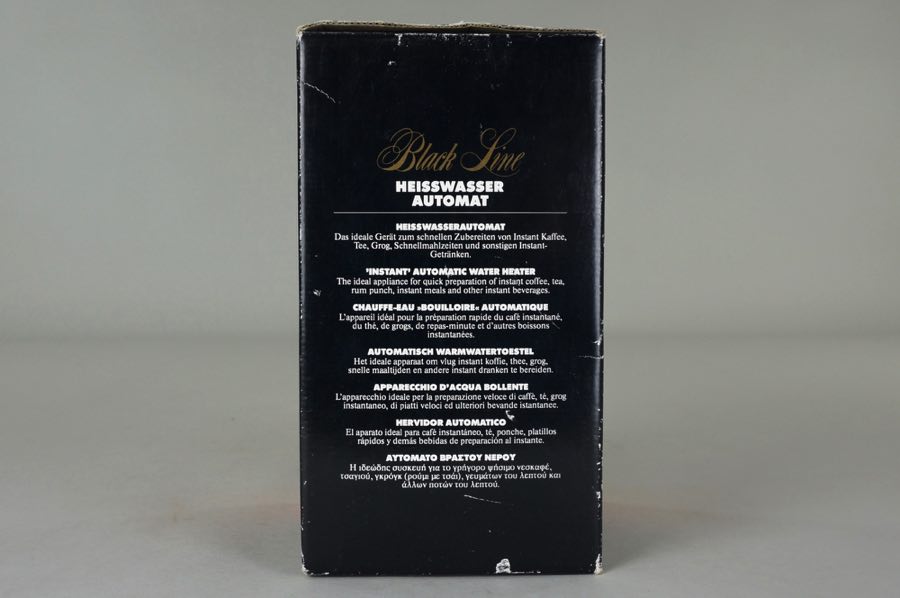 Black Line
HEISSWASSER
AUTOMAT
HEISSWASSERAUTOMAT
Das ideale Gerät zum schnellen Zubereiten von Instant Kaffee,
Tee, Grog, Schnellmahlzeiten und sonstigen Instant-
Getränken.
'INSTANT' AUTOMATIC WATER HEATER
The ideal appliance for quick preparation of instant coffee, tea,
rum punch, instant meals and other instant beverages.
CHAUFFE-EAU »BOUILLOIRE« AUTOMATIQUE
L'appareil idéal pour la préparation rapide du café instantané,
du thé, de grogs, de repas-minute et d'autres boissons
instantanées.
AUTOMATISCH WARMWATERTOESTEL
Het ideale apparaat om vlug instant koffie, thee, grog,
snelle maaltijden en andere instant dranken te bereiden.
APPARECCHIO D'ACQUA BOLLENTE
L'apparecchio ideale per la preparazione veloce di caffè, té, grog
instantaneo, di piatti veloci ed ulteriori bevande istantanee.
HERVIDOR AUTOMATICO
El aparato ideal para café instantáneo, té, ponche, platillos
rápidos y demás bebidas de preparación al instante.
ΑΥΤΟΜΑΤΟ ΒΡΑΣΤΟΥ ΝΕΡΟΥ
Η ιδεώδης συσκευή για το γρήγορο ψήσιμο νεσκαφέ,
τσαγιού, γκρόγκ (ρούμι με τσάι), γευμάτων του λεπτού και
άλλων ποτών του λεπτού.